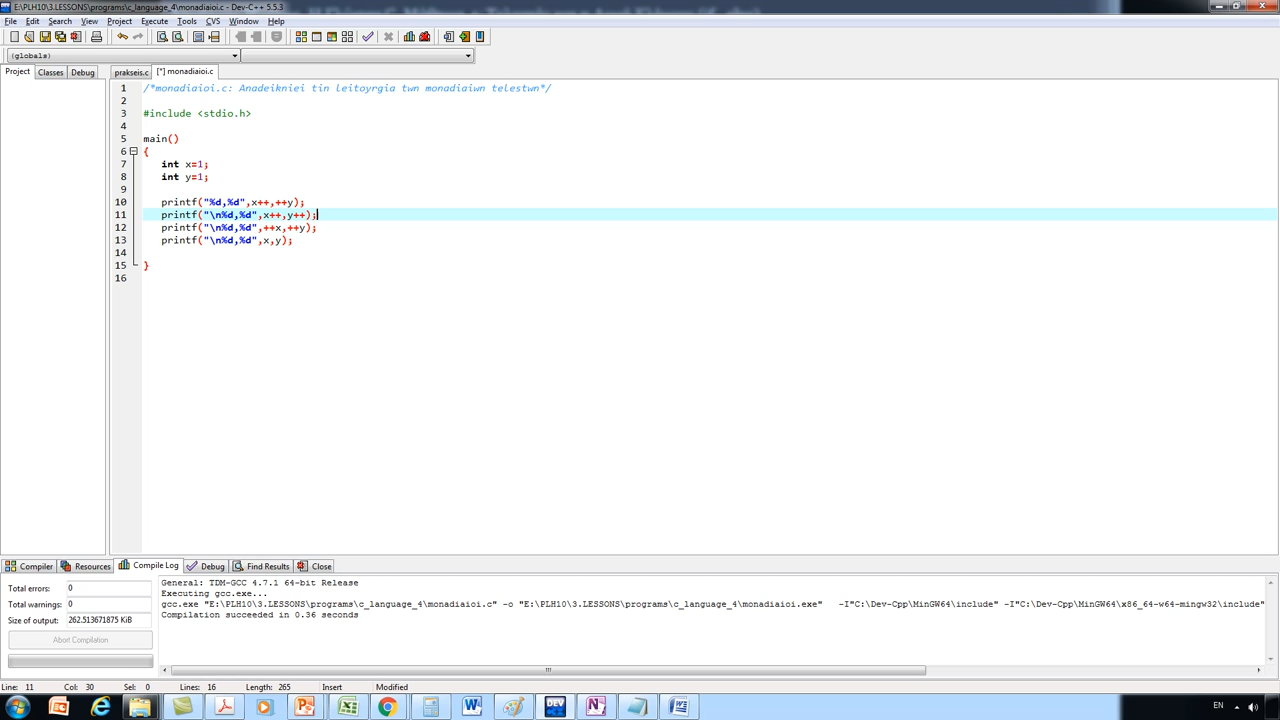 E:\PLH10\3.LESSONS\programs\c_language_4\monadiaioi.c - Dev-C++ 5.5.3
File Edit Search View Project Execute Tools CVS Window Help
(globals)
Project Classes Debug prakseis.c [*] monadiaioi.c
1 /*monadiaioi.c: Anadeikniei tin leitoyrgia twn monadiaiwn telestwn*/
2
3 #include <stdio.h>
4
5 main()
6 {
7 int x=1;
8 int y=1;
9
10 printf("%d,%d",x++,++y);
11 printf("\n%d,%d",x++,y++);
12 printf("\n%d,%d",++x,++y);
13 printf("\n%d,%d",x,y);
14
15 }
16
Compiler Resources Compile Log Debug Find Results Close
Total errors: 0
Total warnings: 0
Size of output: 262.513671875 KiB
Abort Compilation
General: TDM-GCC 4.7.1 64-bit Release
Executing gcc.exe...
gcc.exe "E:\PLH10\3.LESSONS\programs\c_language_4\monadiaioi.c" -o "E:\PLH10\3.LESSONS\programs\c_language_4\monadiaioi.exe" -I"C:\Dev-Cpp\MinGW64\include" -I"C:\Dev-Cpp\MinGW64\x86_64-w64-mingw32\include"
Compilation succeeded in 0.36 seconds
Line: 11 Col: 30 Sel: 0 Lines: 16 Length: 265 Insert Modified
DEV
EN